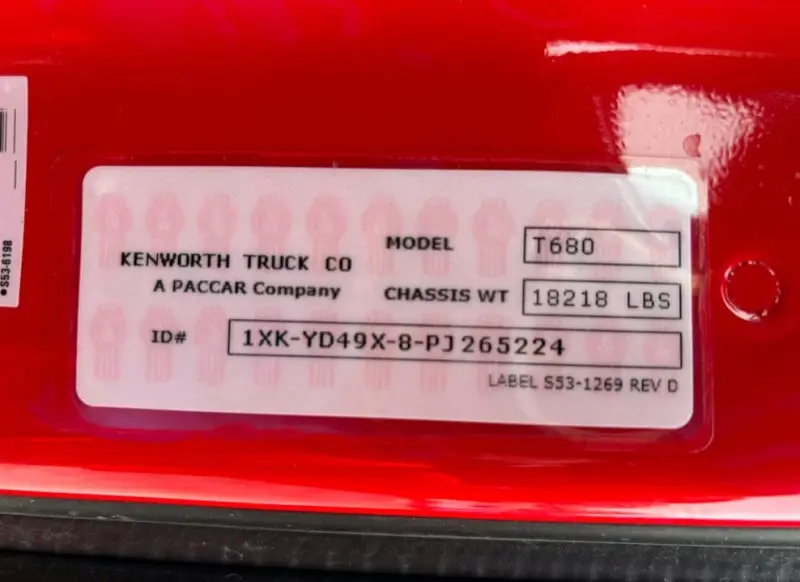 KENWORTH TRUCK CO
A PACCAR Company
MODEL T680
CHASSIS WT 18218 LBS
ID# 1XK-YD49X-8-PJ265224
LABEL S53-1269 REV D
S53-6198